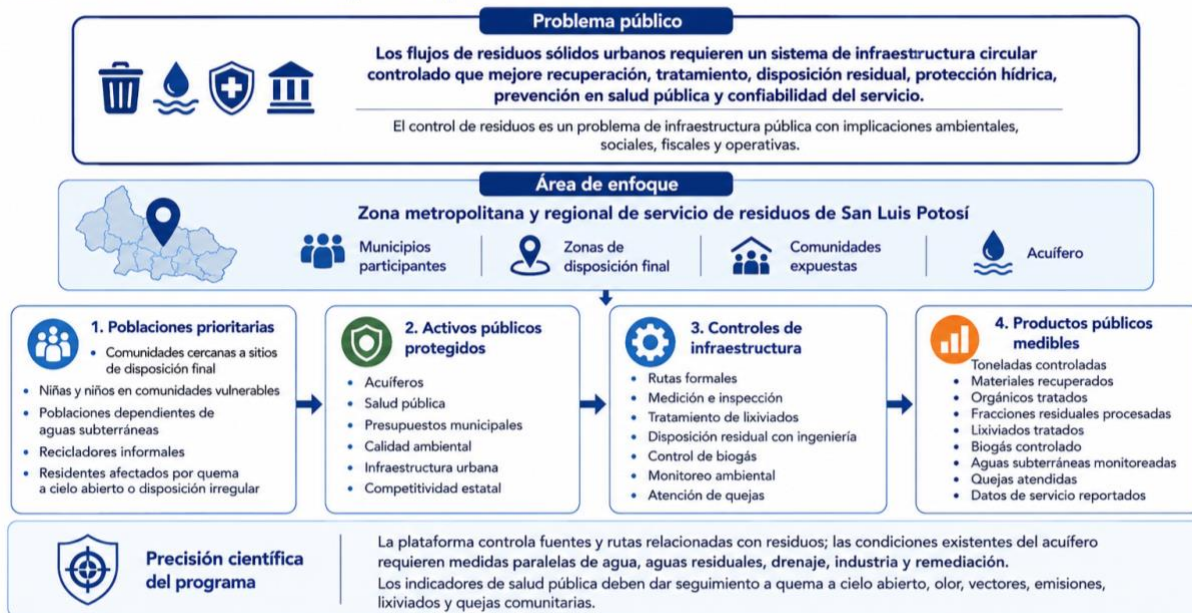 Problema público
Los flujos de residuos sólidos urbanos requieren un sistema de infraestructura circular
controlado que mejore recuperación, tratamiento, disposición residual, protección hídrica,
prevención en salud pública y confiabilidad del servicio.
El control de residuos es un problema de infraestructura pública con implicaciones ambientales,
sociales, fiscales y operativas.
Área de enfoque
Zona metropolitana y regional de servicio de residuos de San Luis Potosí
Municipios
participantes
Zonas de
disposición final
Comunidades
expuestas
Acuífero
1. Poblaciones prioritarias
• Comunidades cercanas a sitios
de disposición final
• Niñas y niños en comunidades vulnerables
• Poblaciones dependientes de
aguas subterráneas
• Recicladores informales
• Residentes afectados por quema
a cielo abierto o disposición irregular
2. Activos públicos
protegidos
• Acuíferos
• Salud pública
• Presupuestos municipales
• Calidad ambiental
• Infraestructura urbana
• Competitividad estatal
3. Controles de
infraestructura
• Rutas formales
• Medición e inspección
• Tratamiento de lixiviados
• Disposición residual con ingeniería
• Control de biogás
• Monitoreo ambiental
• Atención de quejas
4. Productos públicos
medibles
Toneladas controladas
• Materiales recuperados
• Orgánicos tratados
• Fracciones residuales procesadas
• Lixiviados tratados
• Biogás controlado
• Aguas subterráneas monitoreadas
• Quejas atendidas
• Datos de servicio reportados
Precisión científica
del programa
La plataforma controla fuentes y rutas relacionadas con residuos; las condiciones existentes del acuífero
requieren medidas paralelas de agua, aguas residuales, drenaje, industria y remediación.
Los indicadores de salud pública deben dar seguimiento a quema a cielo abierto, olor, vectores, emisiones,
lixiviados y quejas comunitarias.